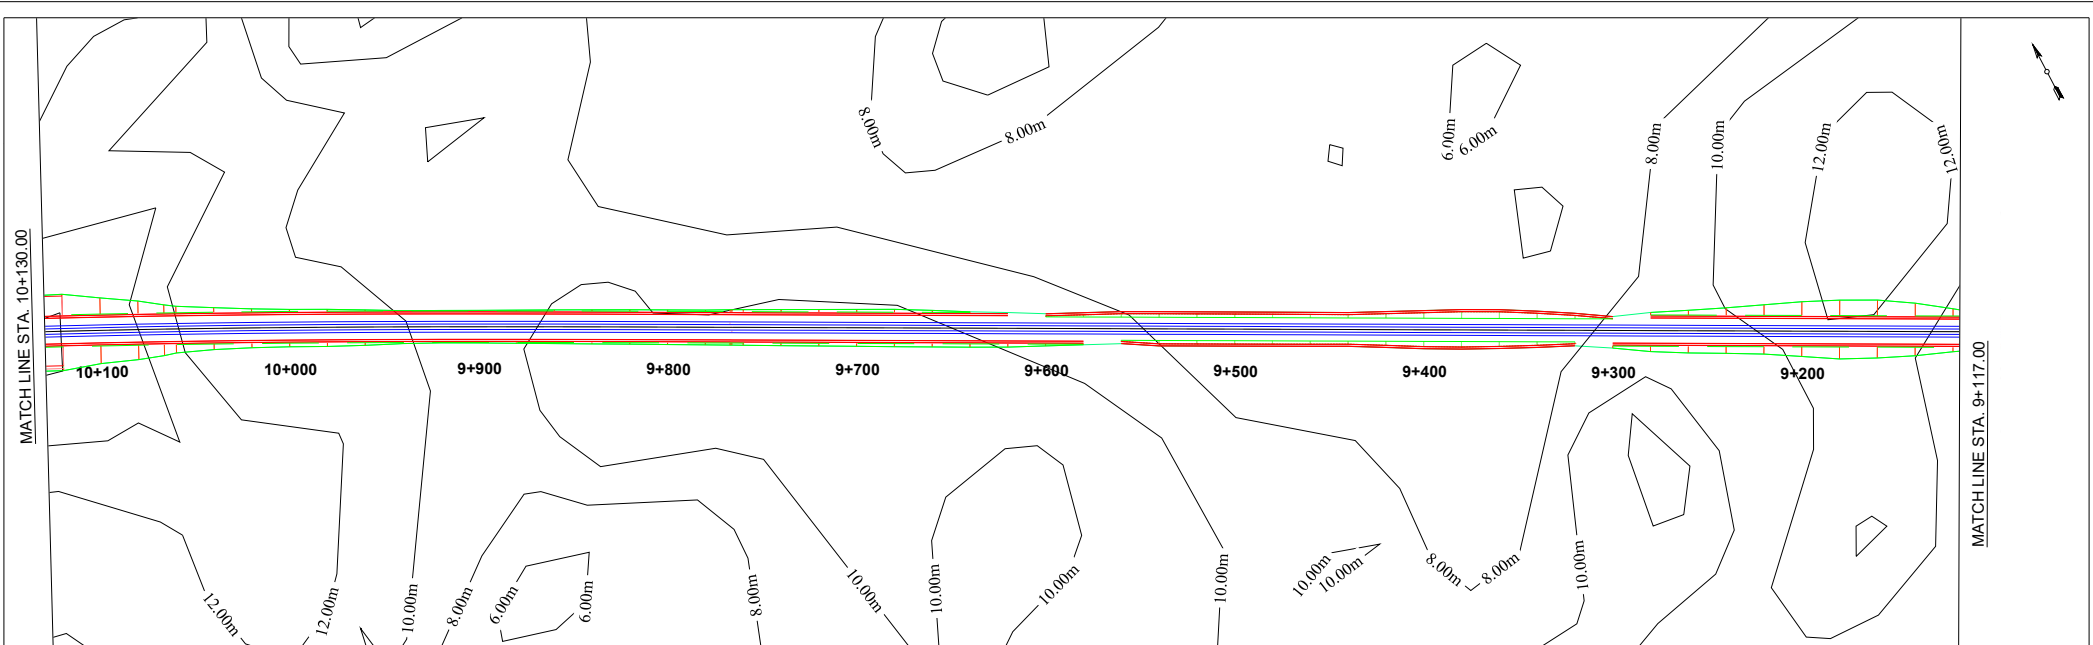 MATCH LINE STA. 10+130.00
8.00m
8.00m
6.00m
6.00m
8.00m
10.00m
12.00m
12.00m
10+100
10+000
9+900
9+800
9+700
9+600
9+500
9+400
9+300
9+200
12.00m
12.00m
10.00m
8.00m
6.00m
6.00m
8.00m
10.00m
10.00m
10.00m
10.00m
10.00m
10.00m
8.00m
8.00m
10.00m
MATCH LINE STA. 9+117.00